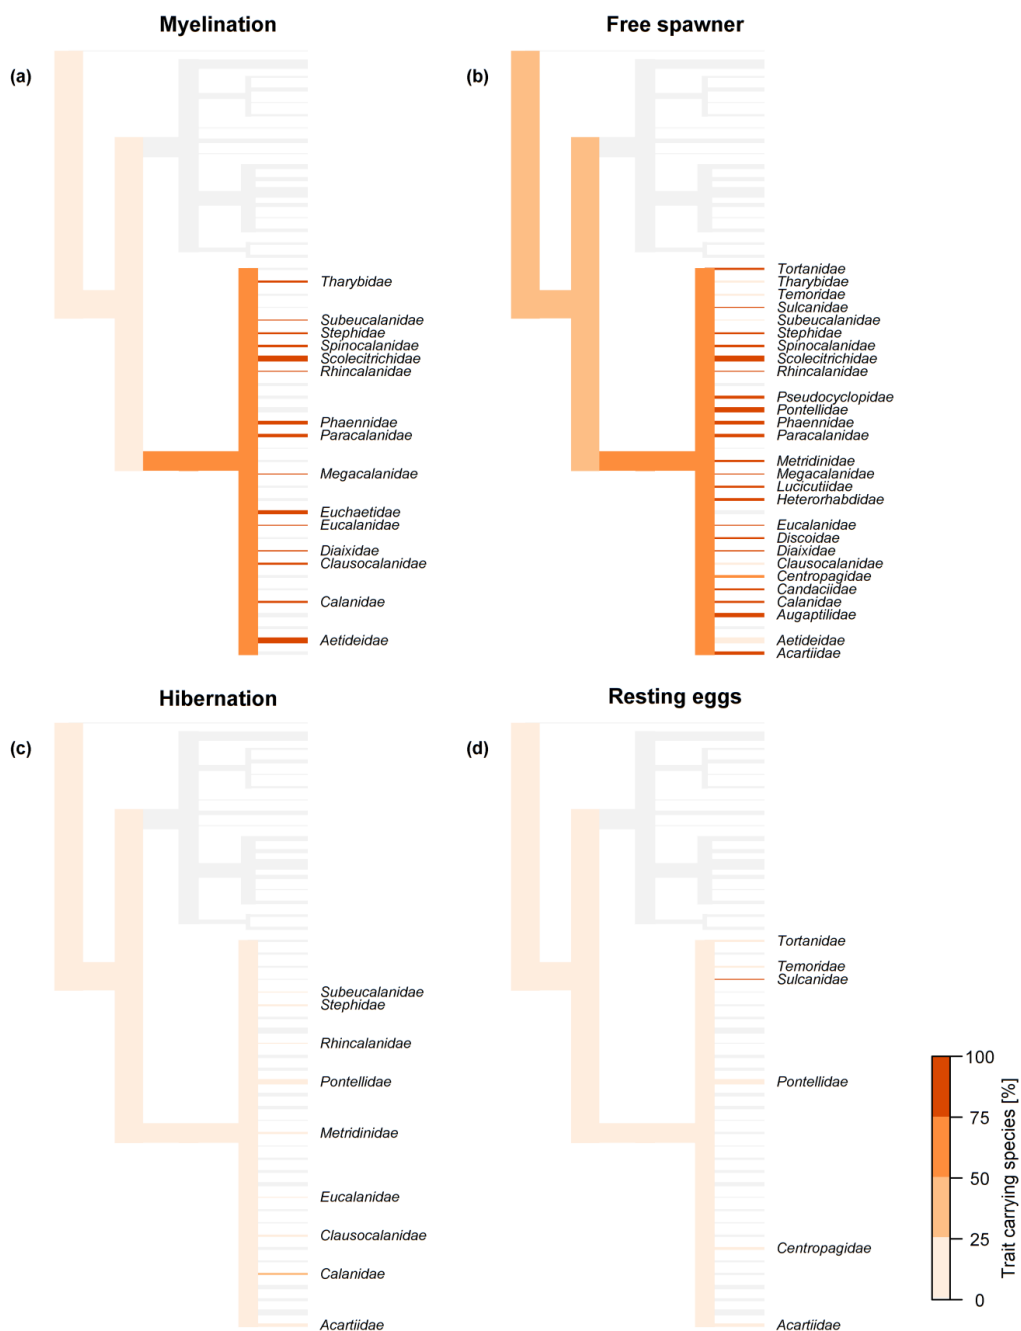 Myelination
Free spawner
(a)
(b)
Tharybidae
Subeucalanidae
Stephidae
Spinocalanidae
Scolecitrichidae
Rhincalanidae
Phaennidae
Paracalanidae
Megacalanidae
Euchaetidae
Eucalanidae
Diaixidae
Clausocalanidae
Calanidae
Aetideidae
Tortanidae
Tharybidae
Temoridae
Sulcanidae
Subeucalanidae
Stephidae
Spinocalanidae
Scolecitrichidae
Rhincalanidae
Pseudocyclopidae
Pontellidae
Phaennidae
Paracalanidae
Metridinidae
Megacalanidae
Lucicutiidae
Heterorhabdidae
Eucalanidae
Discoidae
Diaixidae
Clausocalanidae
Centropagidae
Candaciidae
Calanidae
Augaptilidae
Aetideidae
Acartiidae
Hibernation
Resting eggs
(c)
(d)
Subeucalanidae
Stephidae
Rhincalanidae
Pontellidae
Metridinidae
Eucalanidae
Clausocalanidae
Calanidae
Acartiidae
Tortanidae
Temoridae
Sulcanidae
Pontellidae
Centropagidae
Acartiidae
100
75
50
25
0
Trait carrying species [%]